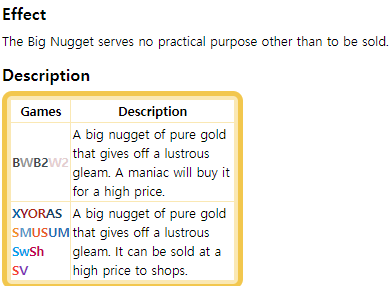 Effect
The Big Nugget serves no practical purpose other than to be sold.
Description
Games Description
BWB2W2
A big nugget of pure gold
that gives off a lustrous
gleam. A maniac will buy it
for a high price.
XYORAS
SMUSUM
SwSh
SV
A big nugget of pure gold
that gives off a lustrous
gleam. It can be sold at a
high price to shops.